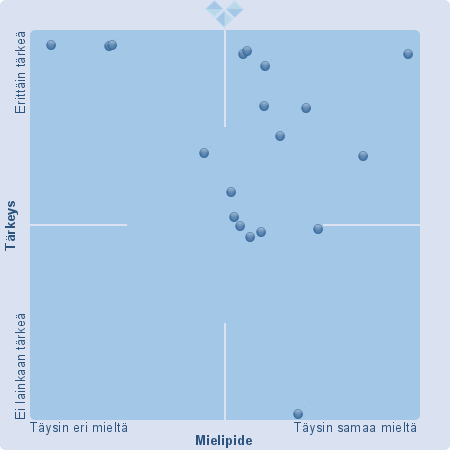 Erittäin tärkeä
Tärkeys
Ei lainkaan tärkeä
Täysin eri mieltä
Täysin samaa mieltä
Mielipide